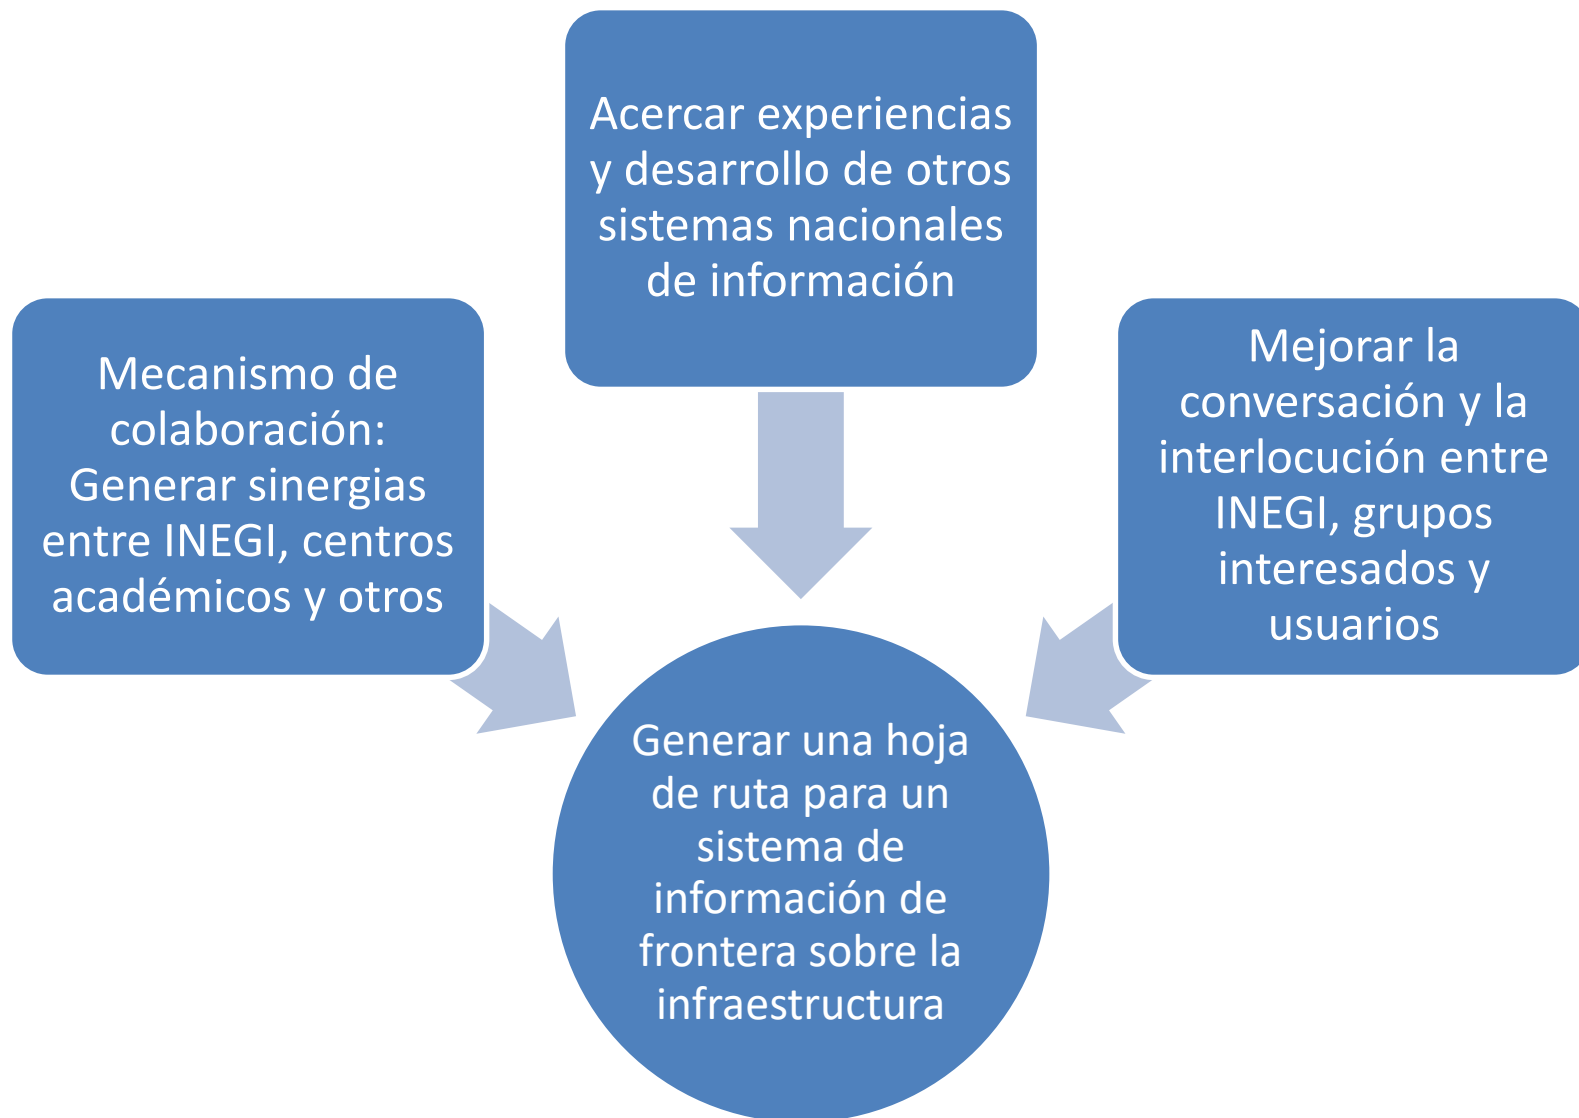 Acercar experiencias
y desarrollo de otros
sistemas nacionales
de información
Mecanismo de
colaboración:
Generar sinergias
entre INEGI, centros
académicos y otros
Mejorar la
conversación y la
interlocución entre
INEGI, grupos
interesados y
usuarios
Generar una hoja
de ruta para un
sistema de
información de
frontera sobre la
infraestructura